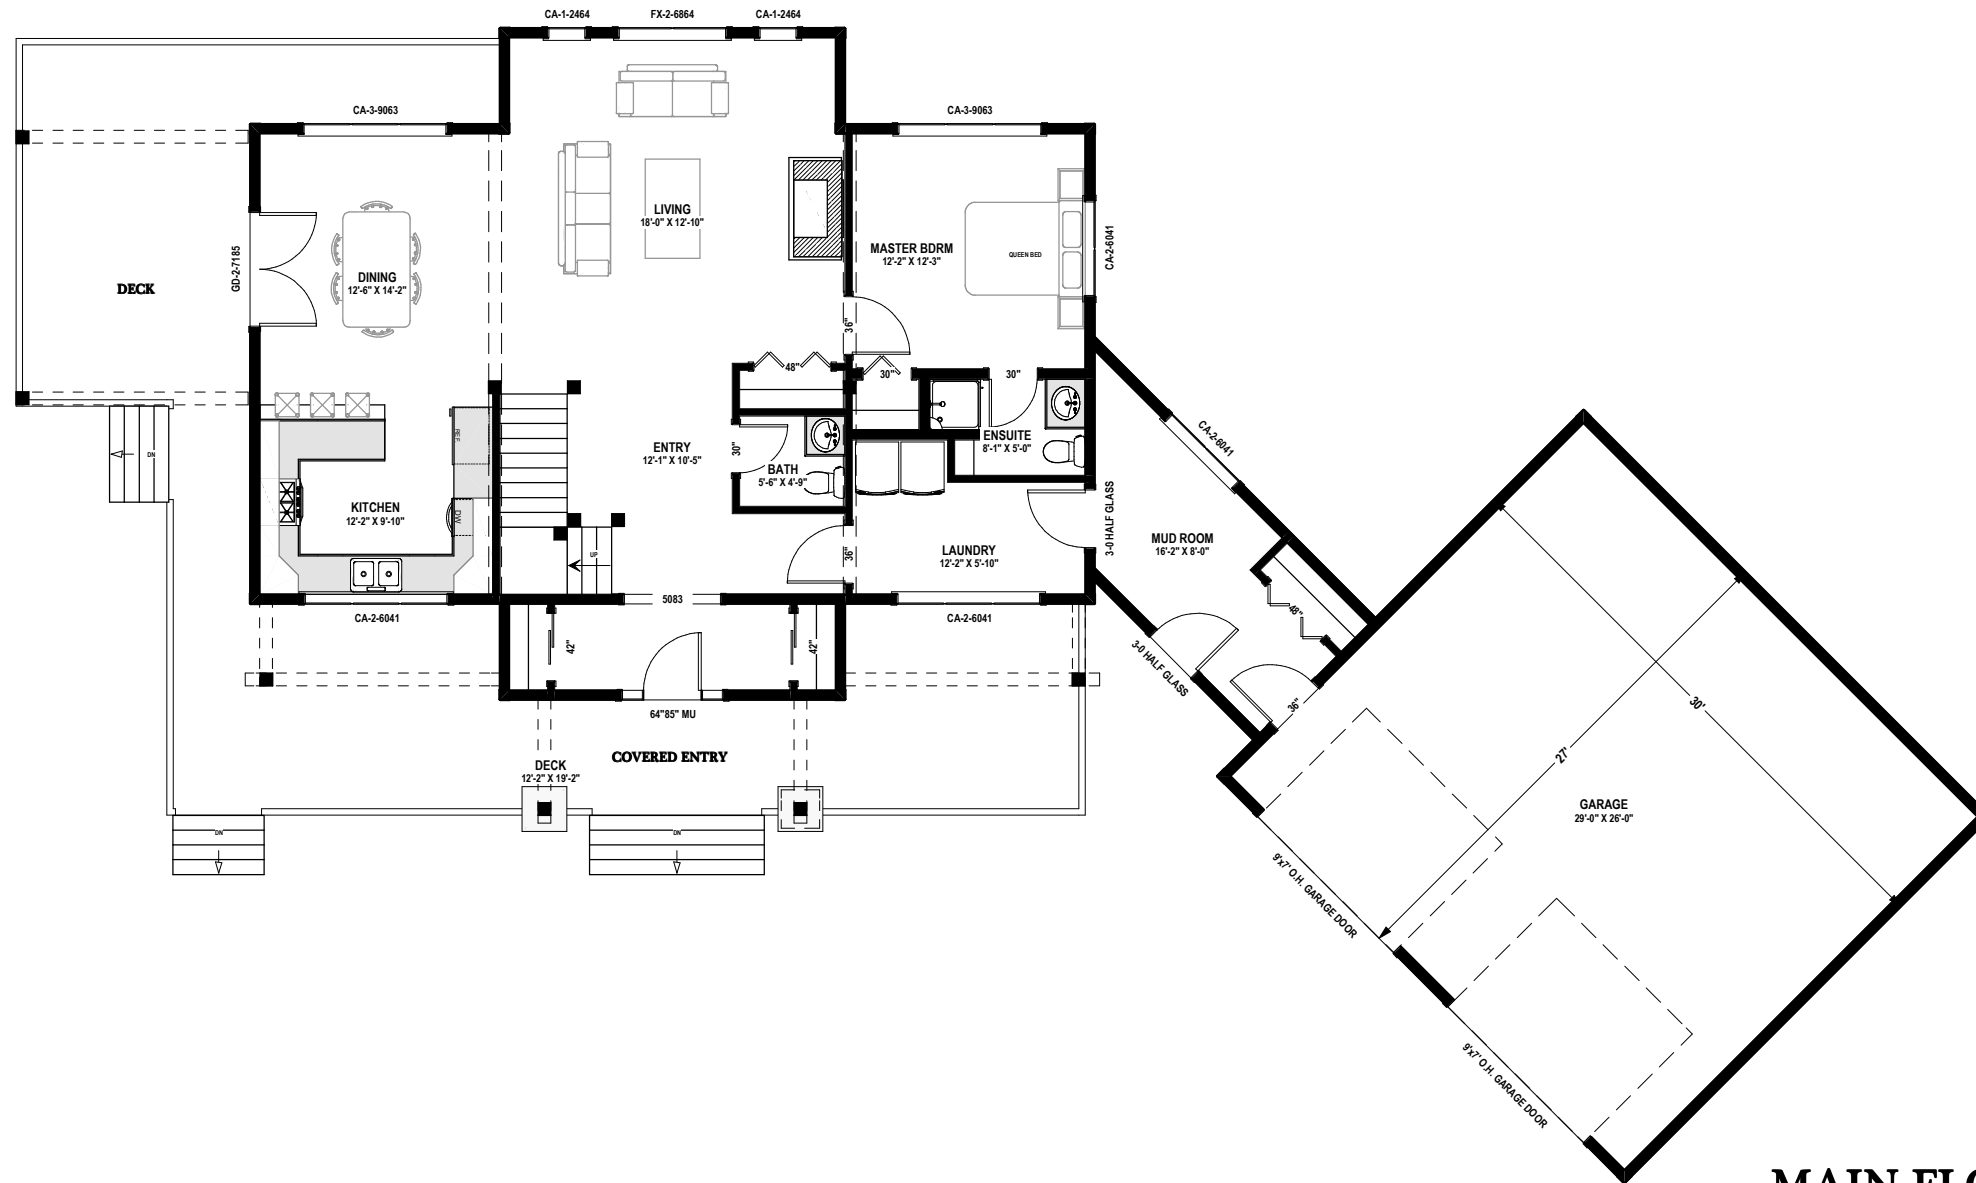 CA-1-2464
FX-2-6864
CA-1-2464
CA-3-9063
CA-3-9063
LIVING
18'-0" X 12'-10"
GD-2-7185
DINING
12'-6" X 14'-2"
DECK
MASTER BDRM
12'-2" X 12'-3"
QUEEN BED
CA-2-6041
36"
48"
30"
30"
REF
DN
ENTRY
12'-1" X 10'-5"
30"
BATH
5'-6" X 4'-9"
ENSUITE
8'-1" X 5'-0"
CA-2-6041
KITCHEN
12'-2" X 9'-10"
DW
UP
36"
LAUNDRY
12'-2" X 5'-10"
3-0 HALF GLASS
MUD ROOM
16'-2" X 8'-0"
48"
5083
CA-2-6041
CA-2-6041
42"
42"
3-0 HALF GLASS
36"
64"85" MU
COVERED ENTRY
DECK
12'-2" X 19'-2"
DN
DN
30'
27'
GARAGE
29'-0" X 26'-0"
9'x7' O.H. GARAGE DOOR
9'x7' O.H. GARAGE DOOR